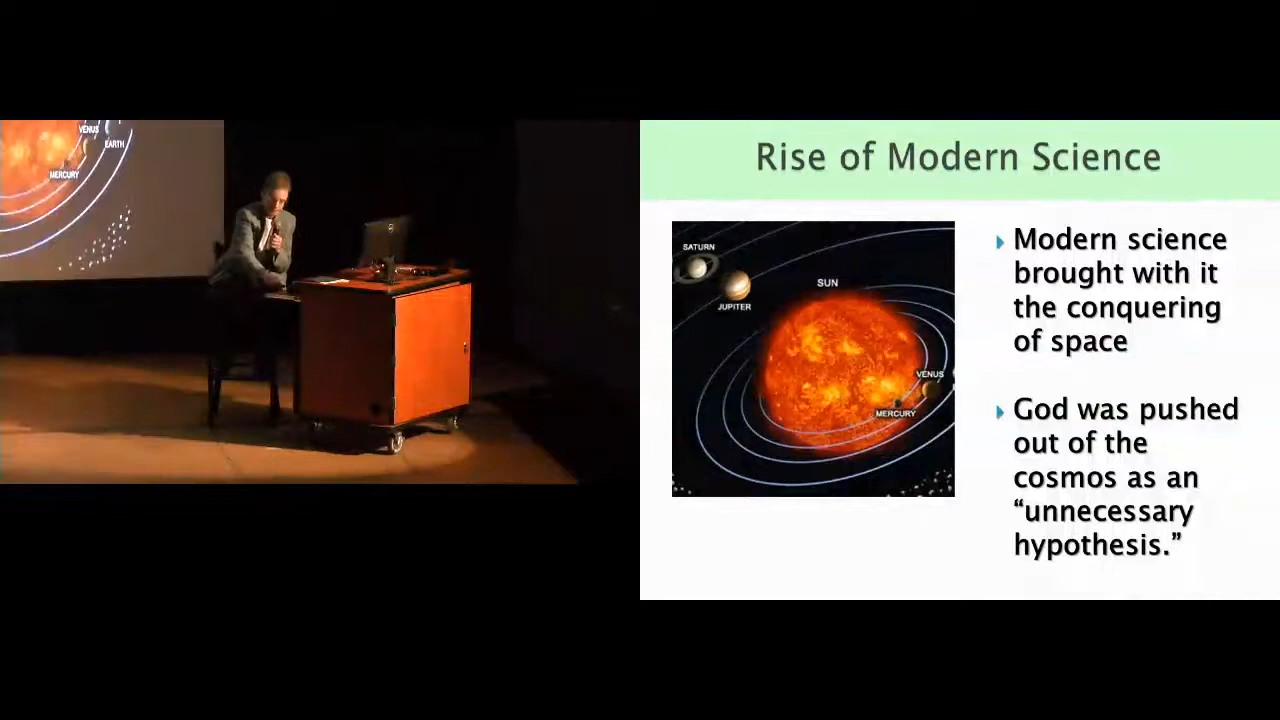 VENUS
EARTH
MERCURY
Rise of Modern Science
SATURN
JUPITER
SUN
VENUS
MERCURY
Modern science
brought with it
the conquering
of space
God was pushed
out of the
cosmos as an
“unnecessary
hypothesis.”